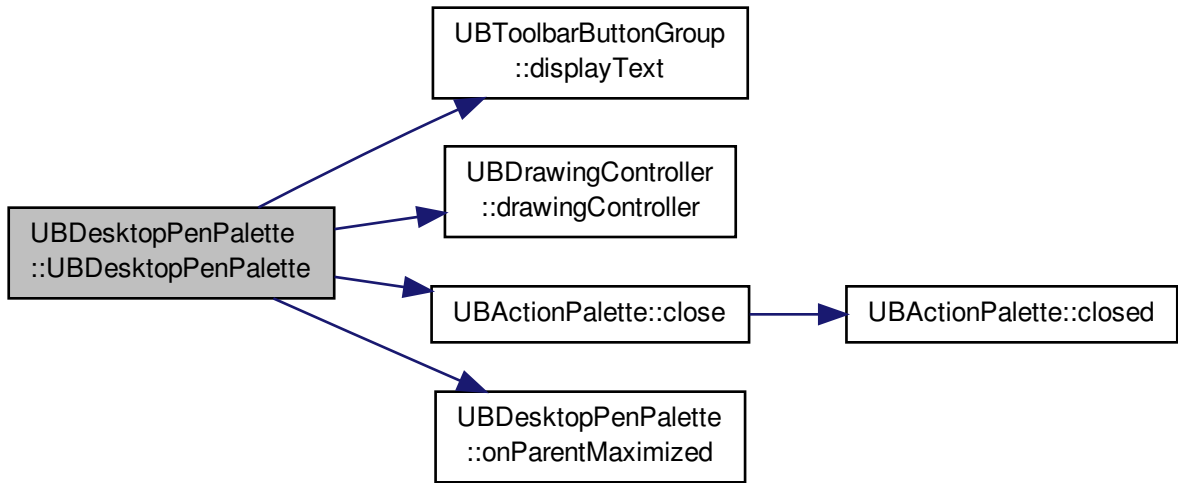 UBToolbarButtonGroup
::displayText
UBDrawingController
::drawingController
UBDesktopPenPalette
::UBDesktopPenPalette
UBActionPalette::close
UBActionPalette::closed
UBDesktopPenPalette
::onParentMaximized